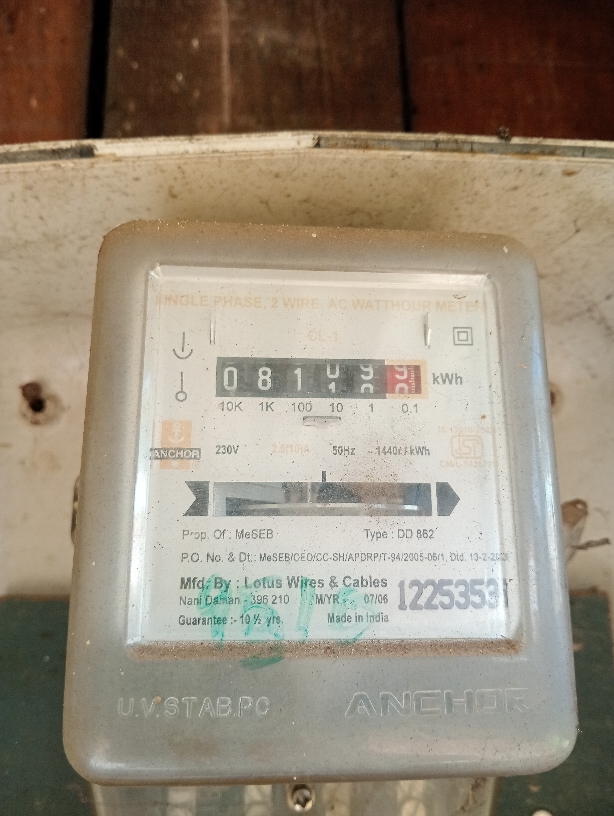 SINGLE PHASE, 2 WIRE, AC WATTHOUR METER
CL-1
0 8 1 kWh
10K 1K 100 10 1 0.1
ANCHOR 230V 50Hz
Prop. Of : MeSEB Type : DD 862
P.O. No. & Dt.: MeSEB/CEO/CC-SH/APDRP/T-94/2005-06/1, Dtd. 13-2-
Mfd. By : Lotus Wires & Cables
Nani Daman - 396 210 M/YR - 07/06 12253531
Guarantee :- 10 ½ yrs. Made in India
U.V.STAB.PC ANCHOR